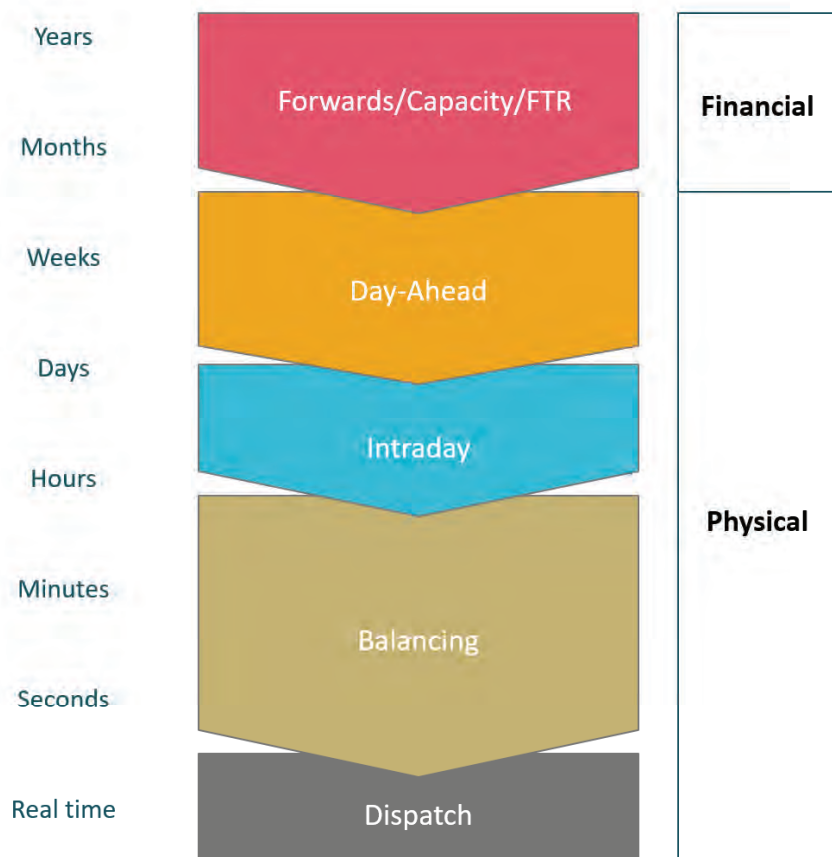 Years
Forwards/Capacity/FTR
Financial
Months
Weeks
Day-Ahead
Days
Intraday
Hours
Physical
Minutes
Balancing
Seconds
Real time
Dispatch